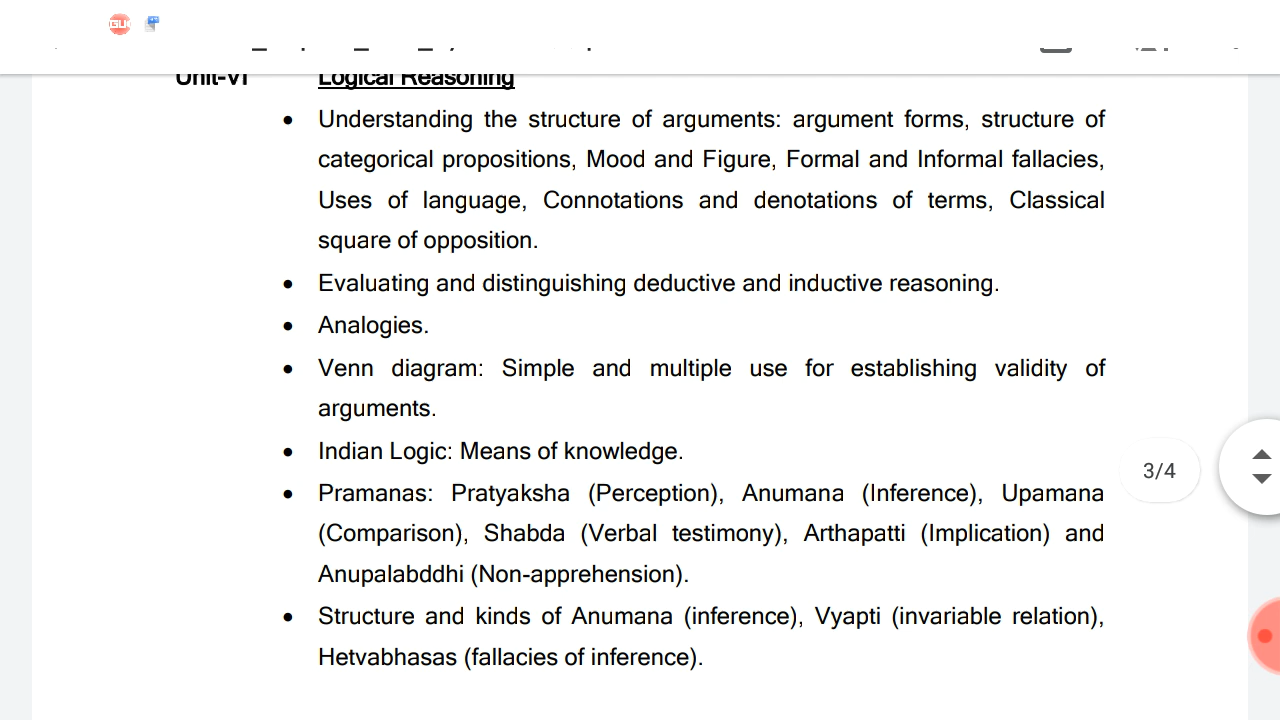 Unit-VI Logical Reasoning
• Understanding the structure of arguments: argument forms, structure of
categorical propositions, Mood and Figure, Formal and Informal fallacies,
Uses of language, Connotations and denotations of terms, Classical
square of opposition.
• Evaluating and distinguishing deductive and inductive reasoning.
• Analogies.
• Venn diagram: Simple and multiple use for establishing validity of
arguments.
• Indian Logic: Means of knowledge.
3/4
• Pramanas: Pratyaksha (Perception), Anumana (Inference), Upamana
(Comparison), Shabda (Verbal testimony), Arthapatti (Implication) and
Anupalabddhi (Non-apprehension).
• Structure and kinds of Anumana (inference), Vyapti (invariable relation),
Hetvabhasas (fallacies of inference).